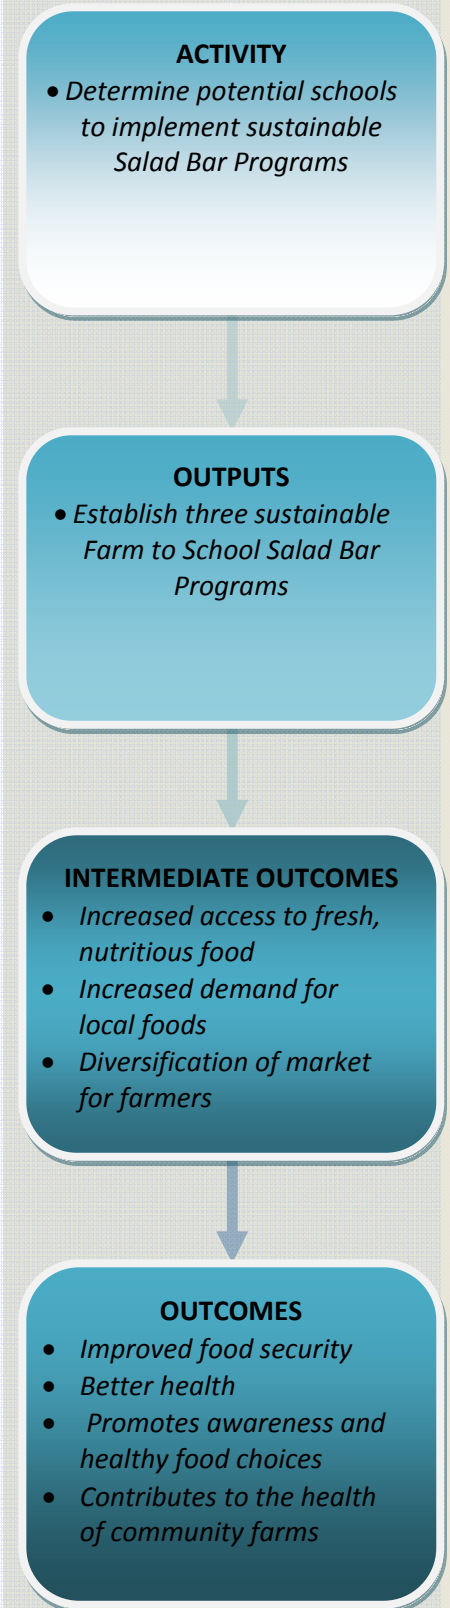 ACTIVITY
• Determine potential schools
to implement sustainable
Salad Bar Programs
OUTPUTS
• Establish three sustainable
Farm to School Salad Bar
Programs
INTERMEDIATE OUTCOMES
• Increased access to fresh,
nutritious food
• Increased demand for
local foods
• Diversification of market
for farmers
OUTCOMES
• Improved food security
• Better health
• Promotes awareness and
healthy food choices
• Contributes to the health
of community farms